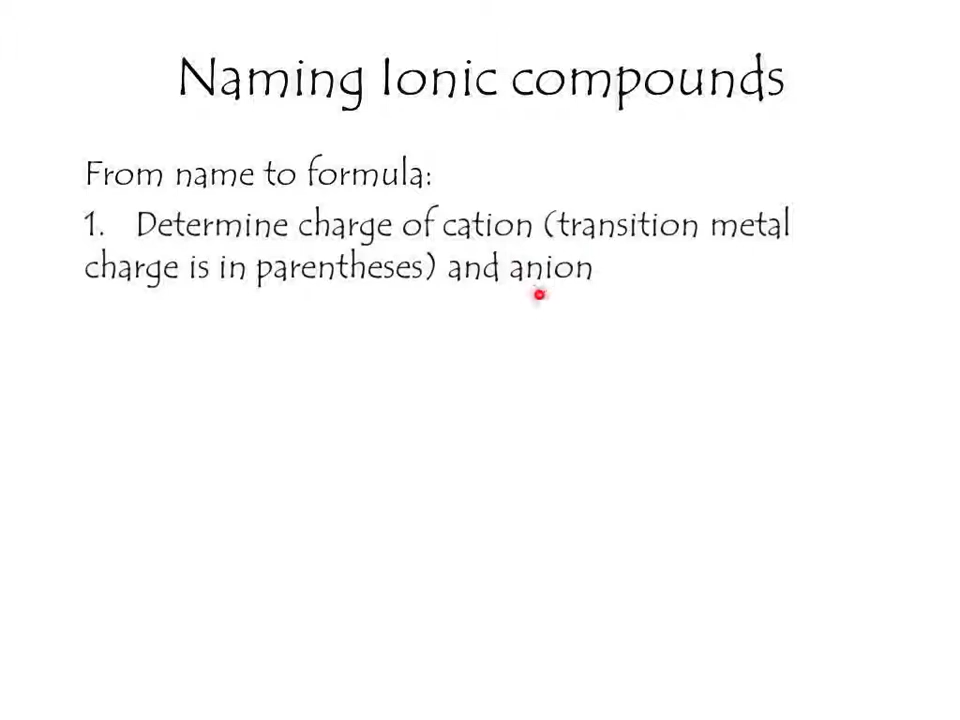 Naming Ionic compounds
From name to formula:
1. Determine charge of cation (transition metal
charge is in parentheses) and anion